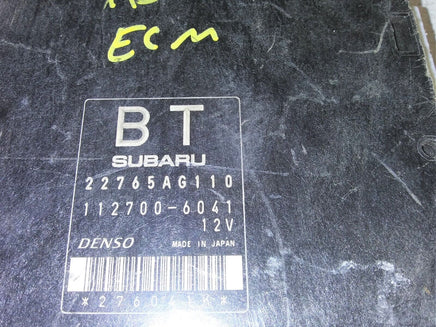 ECM
BT
SUBARU
22765AG110
112700-6041
12V
DENSO MADE IN JAPAN